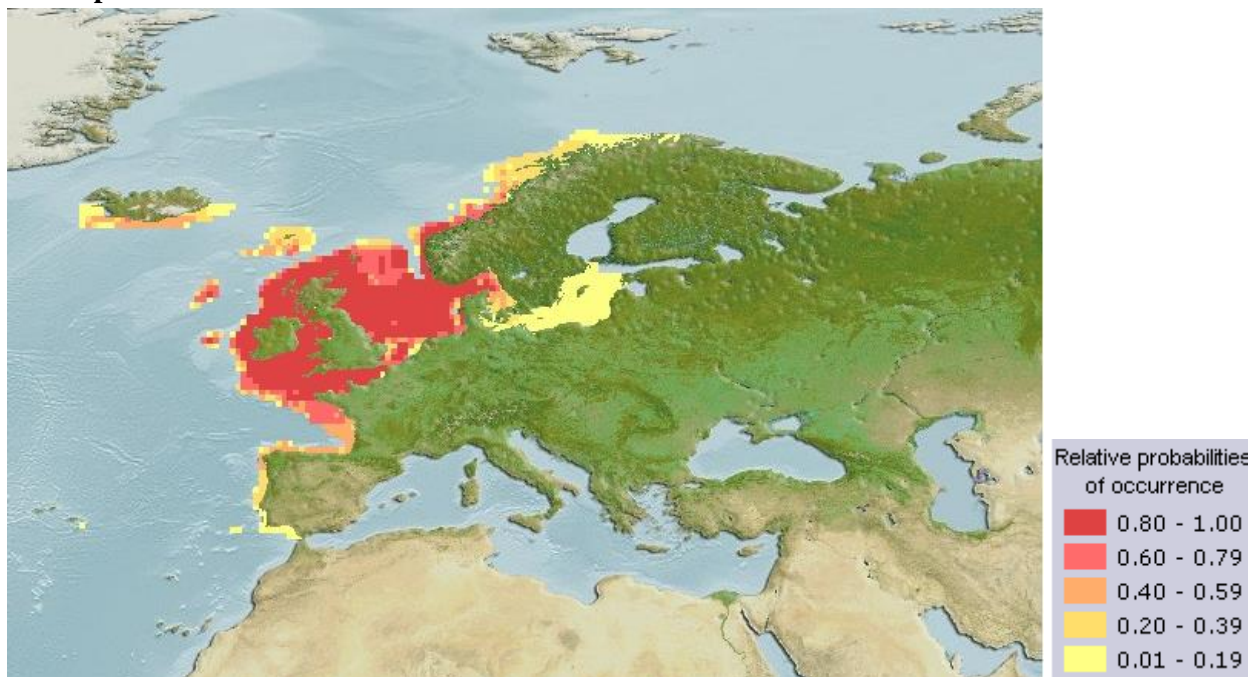 Relative probabilities
of occurrence
0.80 - 1.00
0.60 - 0.79
0.40 - 0.59
0.20 - 0.39
0.01 - 0.19